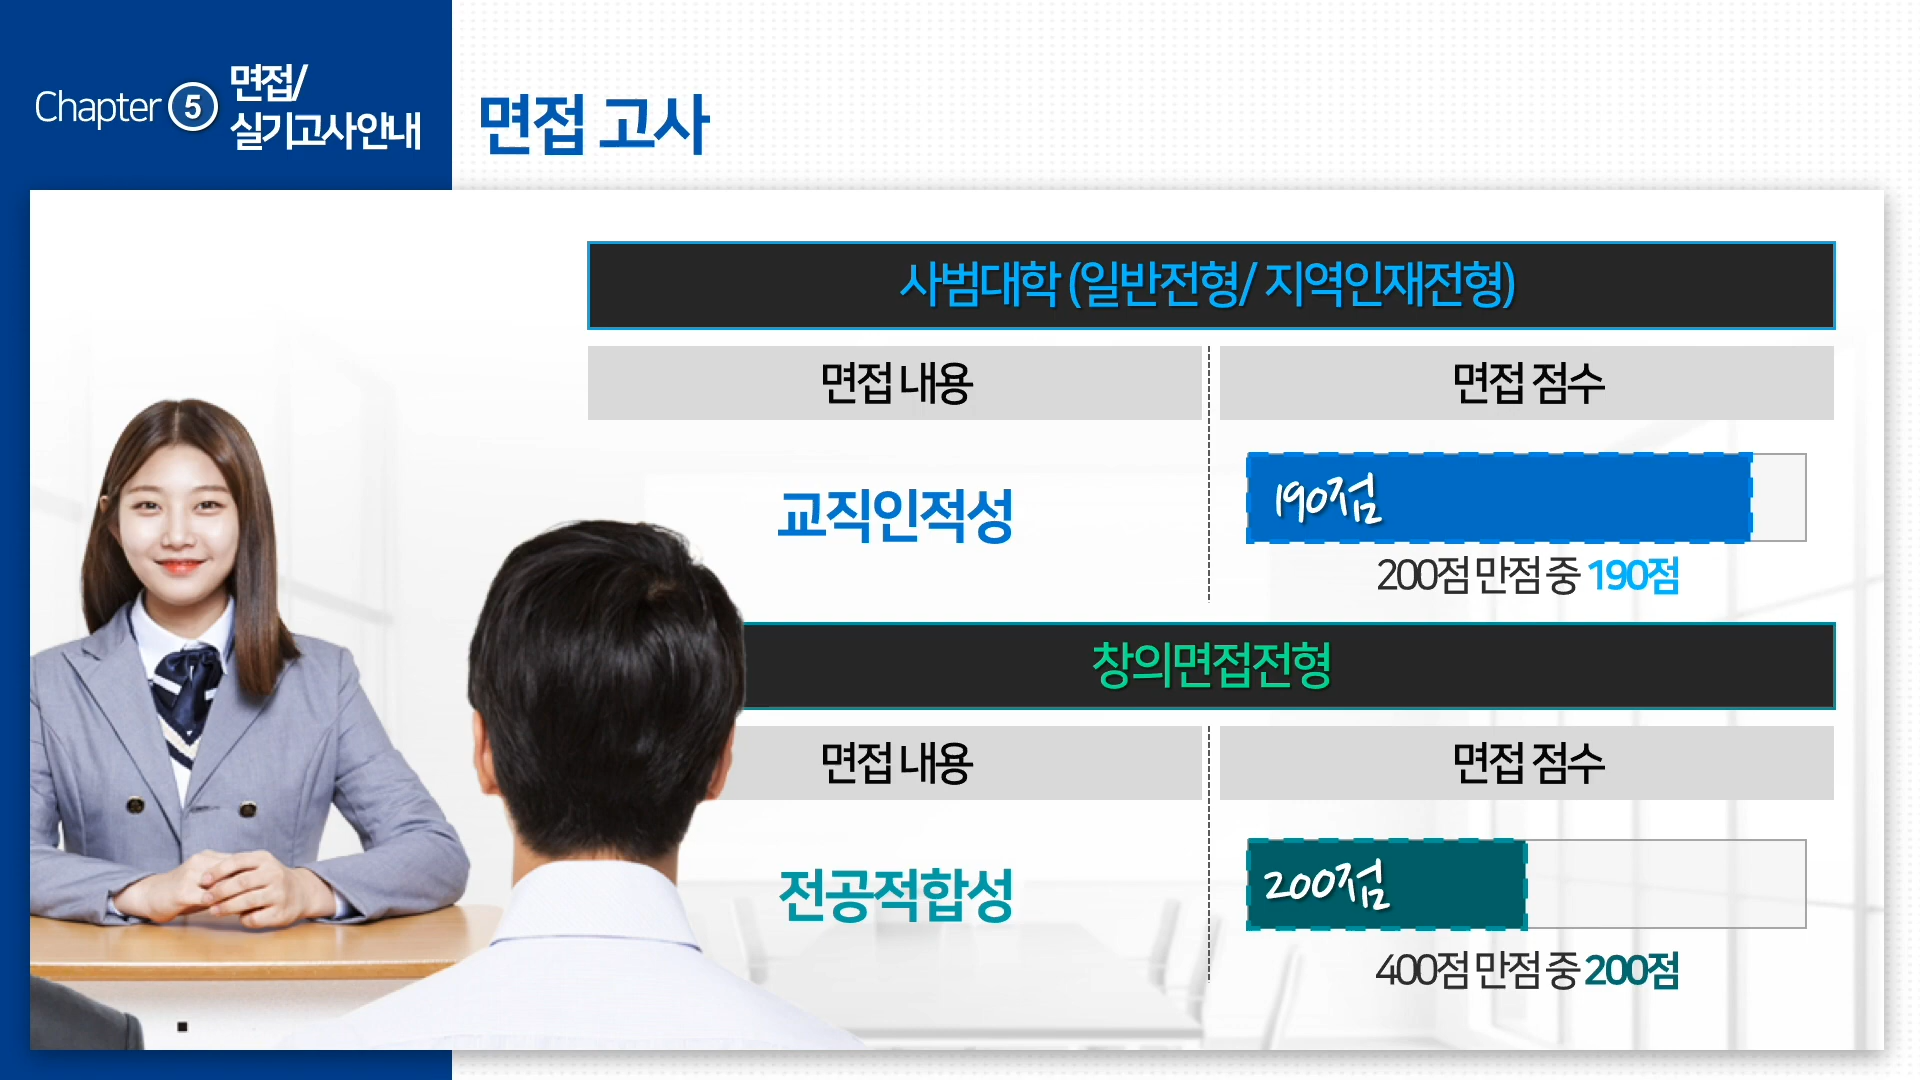 Chapter 5 면접/
실기고사안내
면접 고사
사범대학 (일반전형/ 지역인재전형)
면접 내용
면접 점수
교직인적성
190점
200점 만점 중 190점
창의면접전형
면접 내용
면접 점수
전공적합성
200점
400점 만점 중 200점